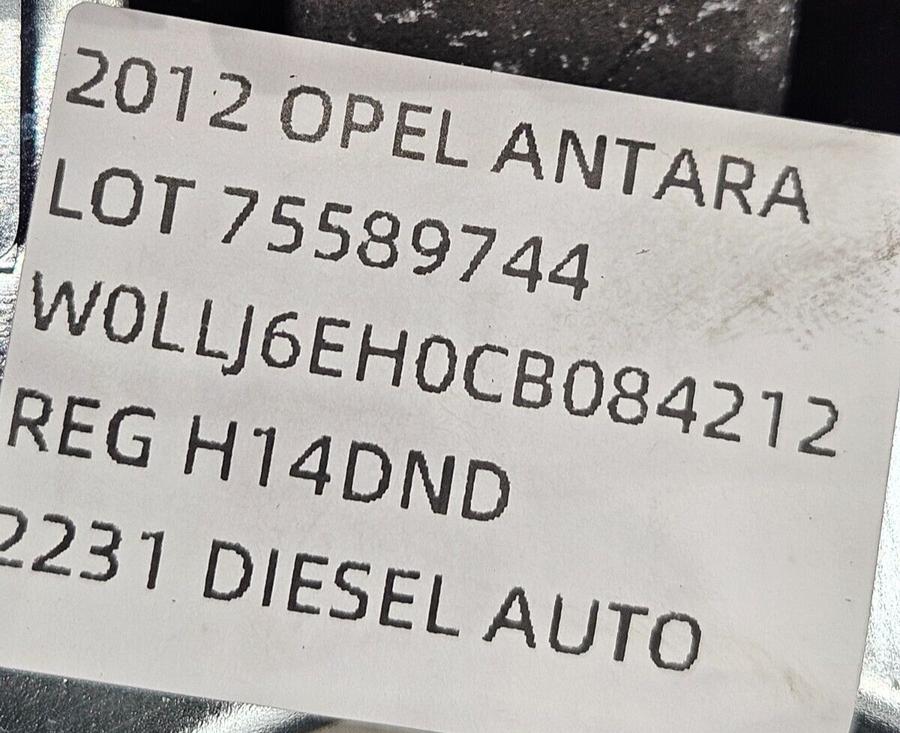 2012 OPEL ANTARA
LOT 75589744
W0LLJ6EH0CB084212
REG H14DND
2231 DIESEL AUTO